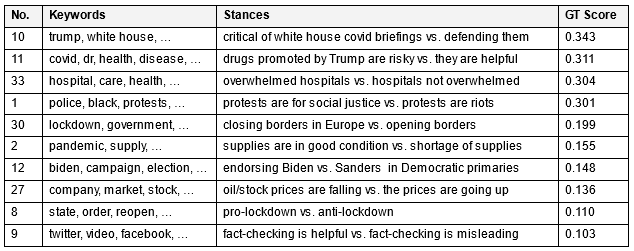 No. Keywords Stances GT Score
10 trump, white house, … critical of white house covid briefings vs. defending them 0.343
11 covid, dr, health, disease, … drugs promoted by Trump are risky vs. they are helpful 0.311
33 hospital, care, health, … overwhelmed hospitals vs. hospitals not overwhelmed 0.304
1 police, black, protests, … protests are for social justice vs. protests are riots 0.301
30 lockdown, government, … closing borders in Europe vs. opening borders 0.199
2 pandemic, supply, … supplies are in good condition vs. shortage of supplies 0.155
12 biden, campaign, election, … endorsing Biden vs. Sanders in Democratic primaries 0.148
27 company, market, stock, … oil/stock prices are falling vs. the prices are going up 0.136
8 state, order, reopen, … pro-lockdown vs. anti-lockdown 0.110
9 twitter, video, facebook, … fact-checking is helpful vs. fact-checking is misleading 0.103